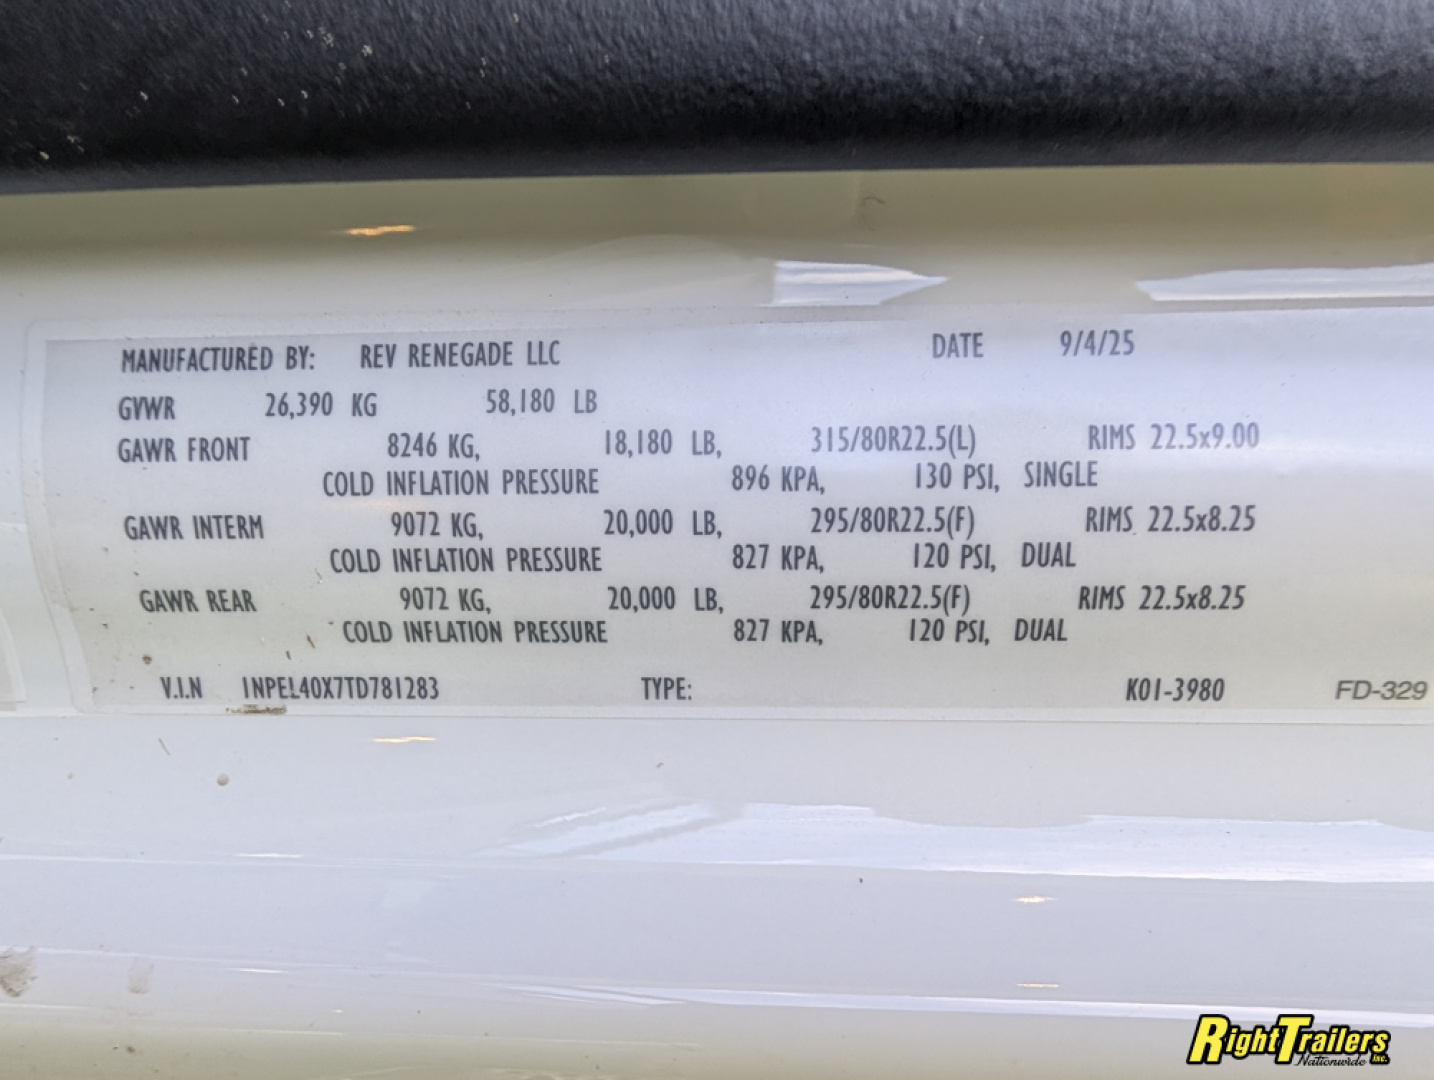 MANUFACTURED BY: REV RENEGADE LLC DATE 9/4/25
GVWR 26,390 KG 58,180 LB
GAWR FRONT 8246 KG, 18,180 LB, 315/80R22.5(L) RIMS 22.5x9.00
COLD INFLATION PRESSURE 896 KPA, 130 PSI, SINGLE
GAWR INTERM 9072 KG, 20,000 LB, 295/80R22.5(F) RIMS 22.5x8.25
COLD INFLATION PRESSURE 827 KPA, 120 PSI, DUAL
GAWR REAR 9072 KG, 20,000 LB, 295/80R22.5(F) RIMS 22.5x8.25
COLD INFLATION PRESSURE 827 KPA, 120 PSI, DUAL
V.I.N 1NPEL40X7TD781283 TYPE: K01-3980 FD-329
RightTrailers
Nationwide Inc.